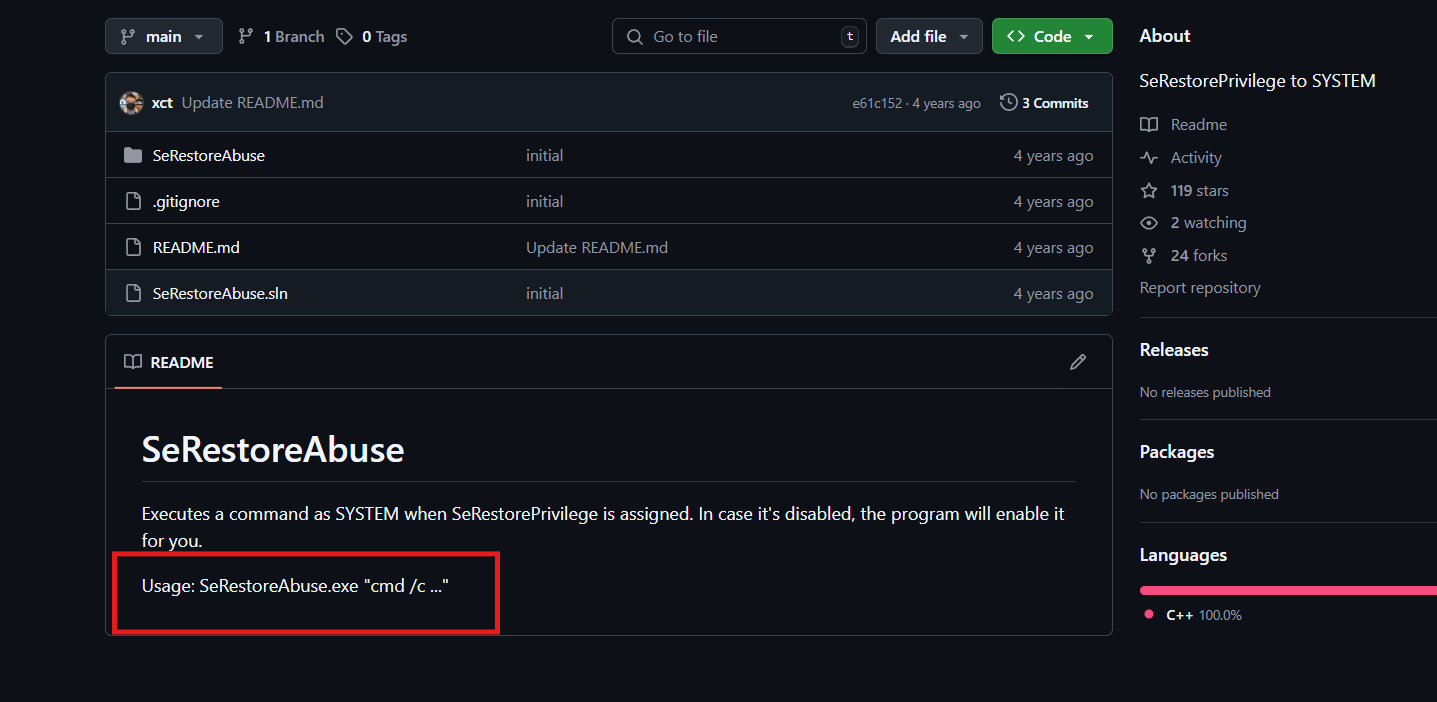 main
1 Branch
0 Tags
Go to file
t
Add file
Code
xct Update README.md
e61c152 · 4 years ago
3 Commits
SeRestoreAbuse
initial
4 years ago
.gitignore
initial
4 years ago
README.md
Update README.md
4 years ago
SeRestoreAbuse.sln
initial
4 years ago
README
SeRestoreAbuse
Executes a command as SYSTEM when SeRestorePrivilege is assigned. In case it's disabled, the program will enable it
for you.
Usage: SeRestoreAbuse.exe "cmd /c ..."
About
SeRestorePrivilege to SYSTEM
Readme
Activity
119 stars
2 watching
24 forks
Report repository
Releases
No releases published
Packages
No packages published
Languages
C++ 100.0%